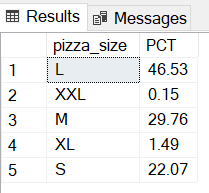 Results Messages
pizza_size PCT
1 L 46.53
2 XXL 0.15
3 M 29.76
4 XL 1.49
5 S 22.07